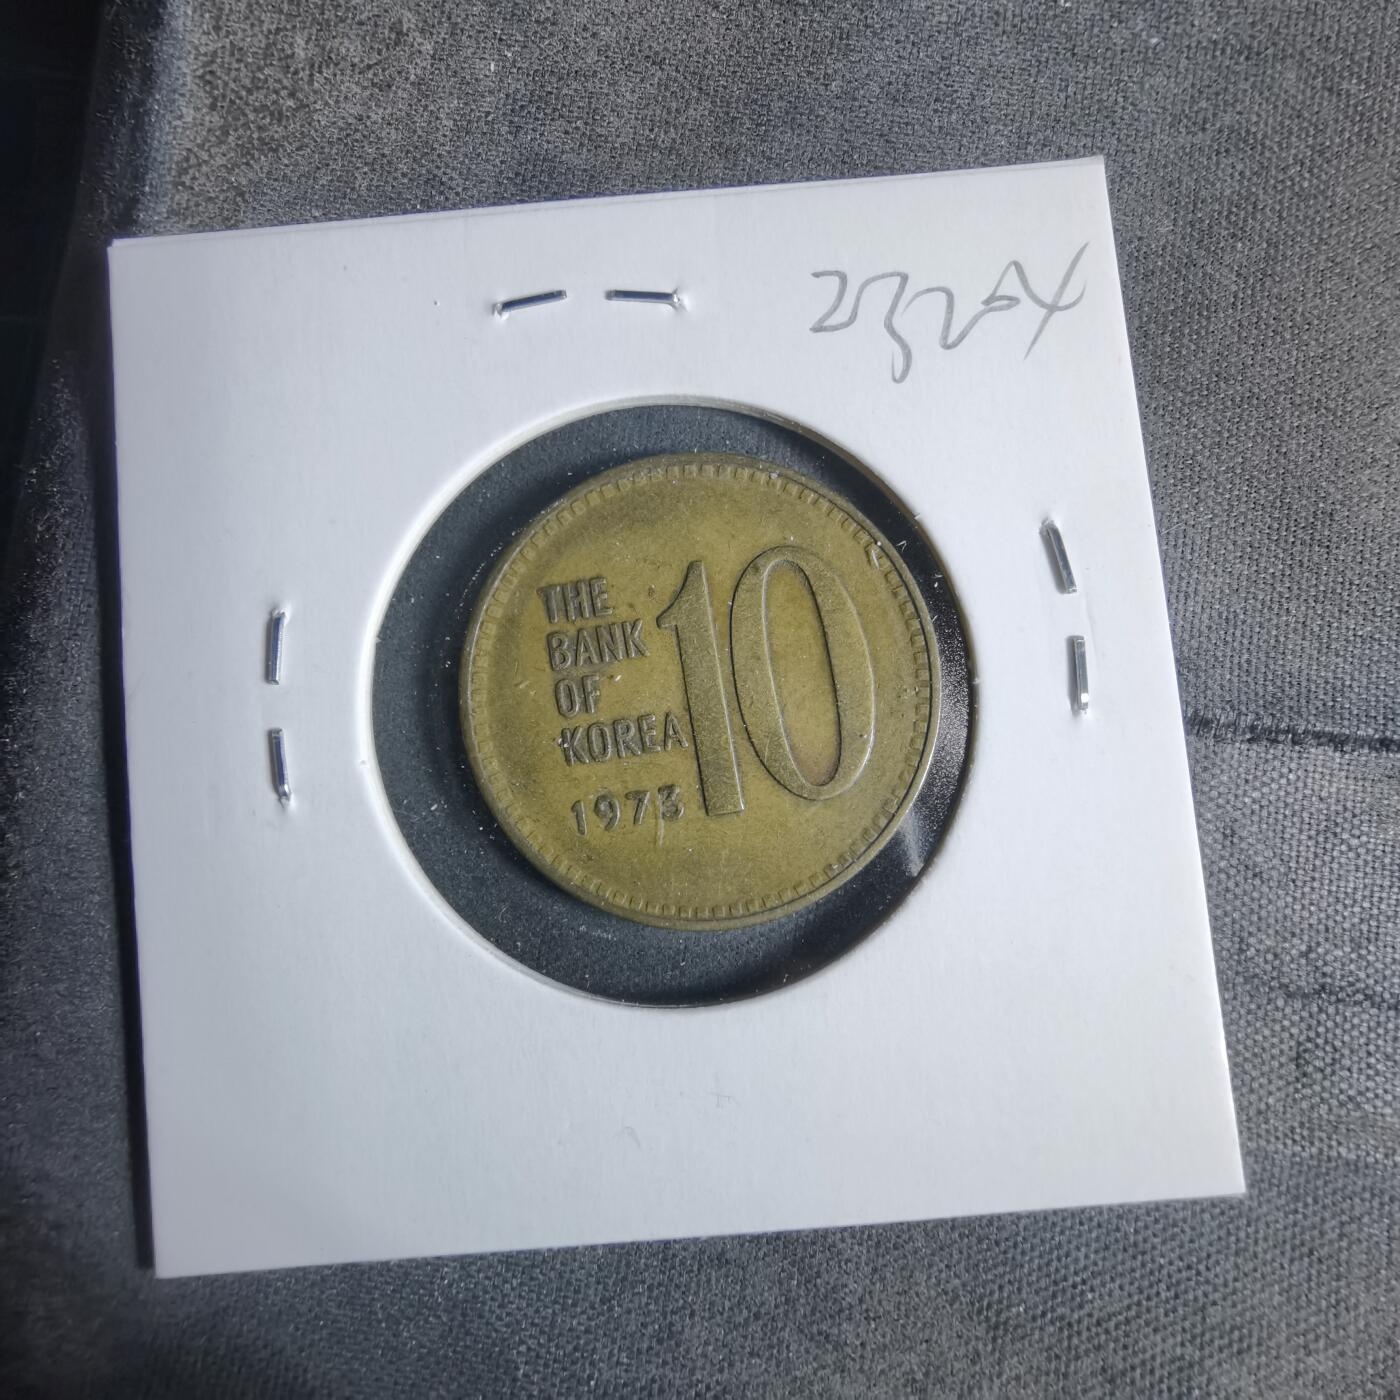 THE
BANK
OF
KOREA
1973
10